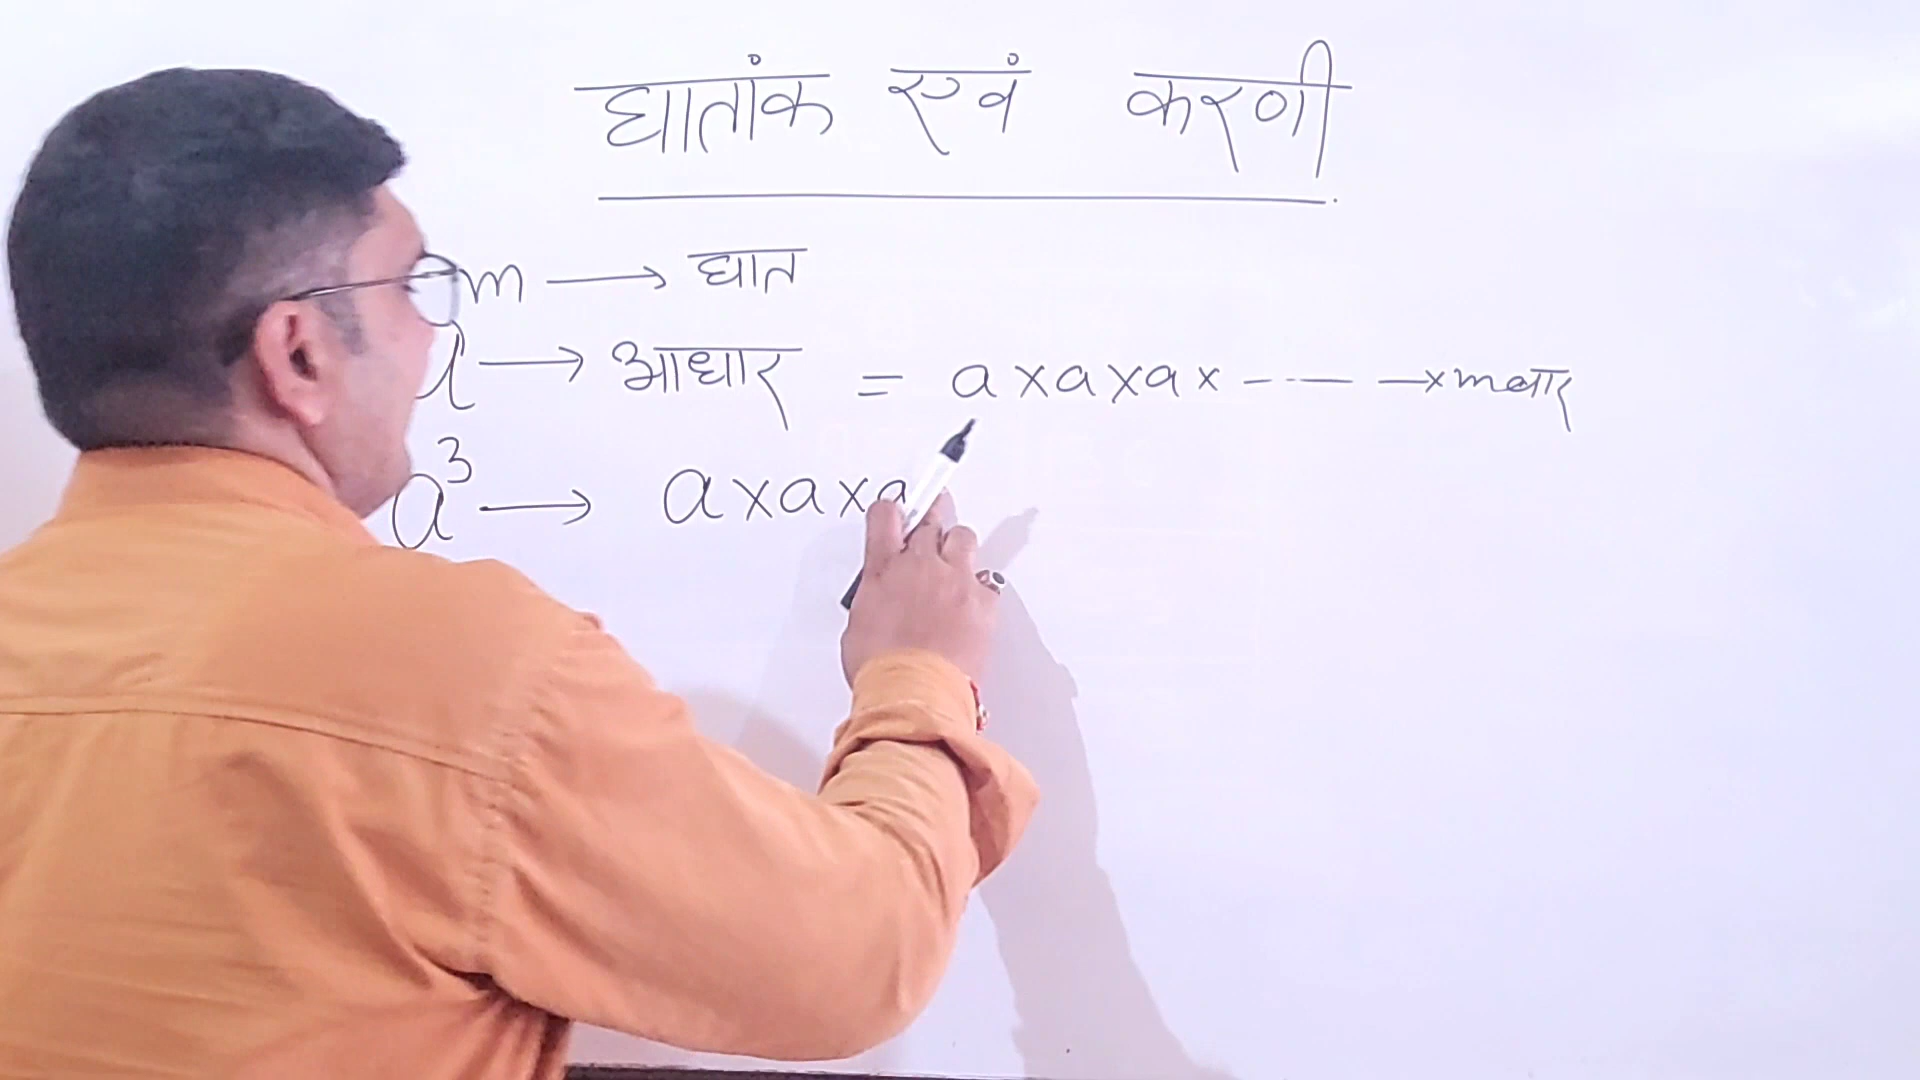 घातांक एवं करणी
m → घात
a → आधार = a×a×a× ---- → × m बार
a³ → a×a×a